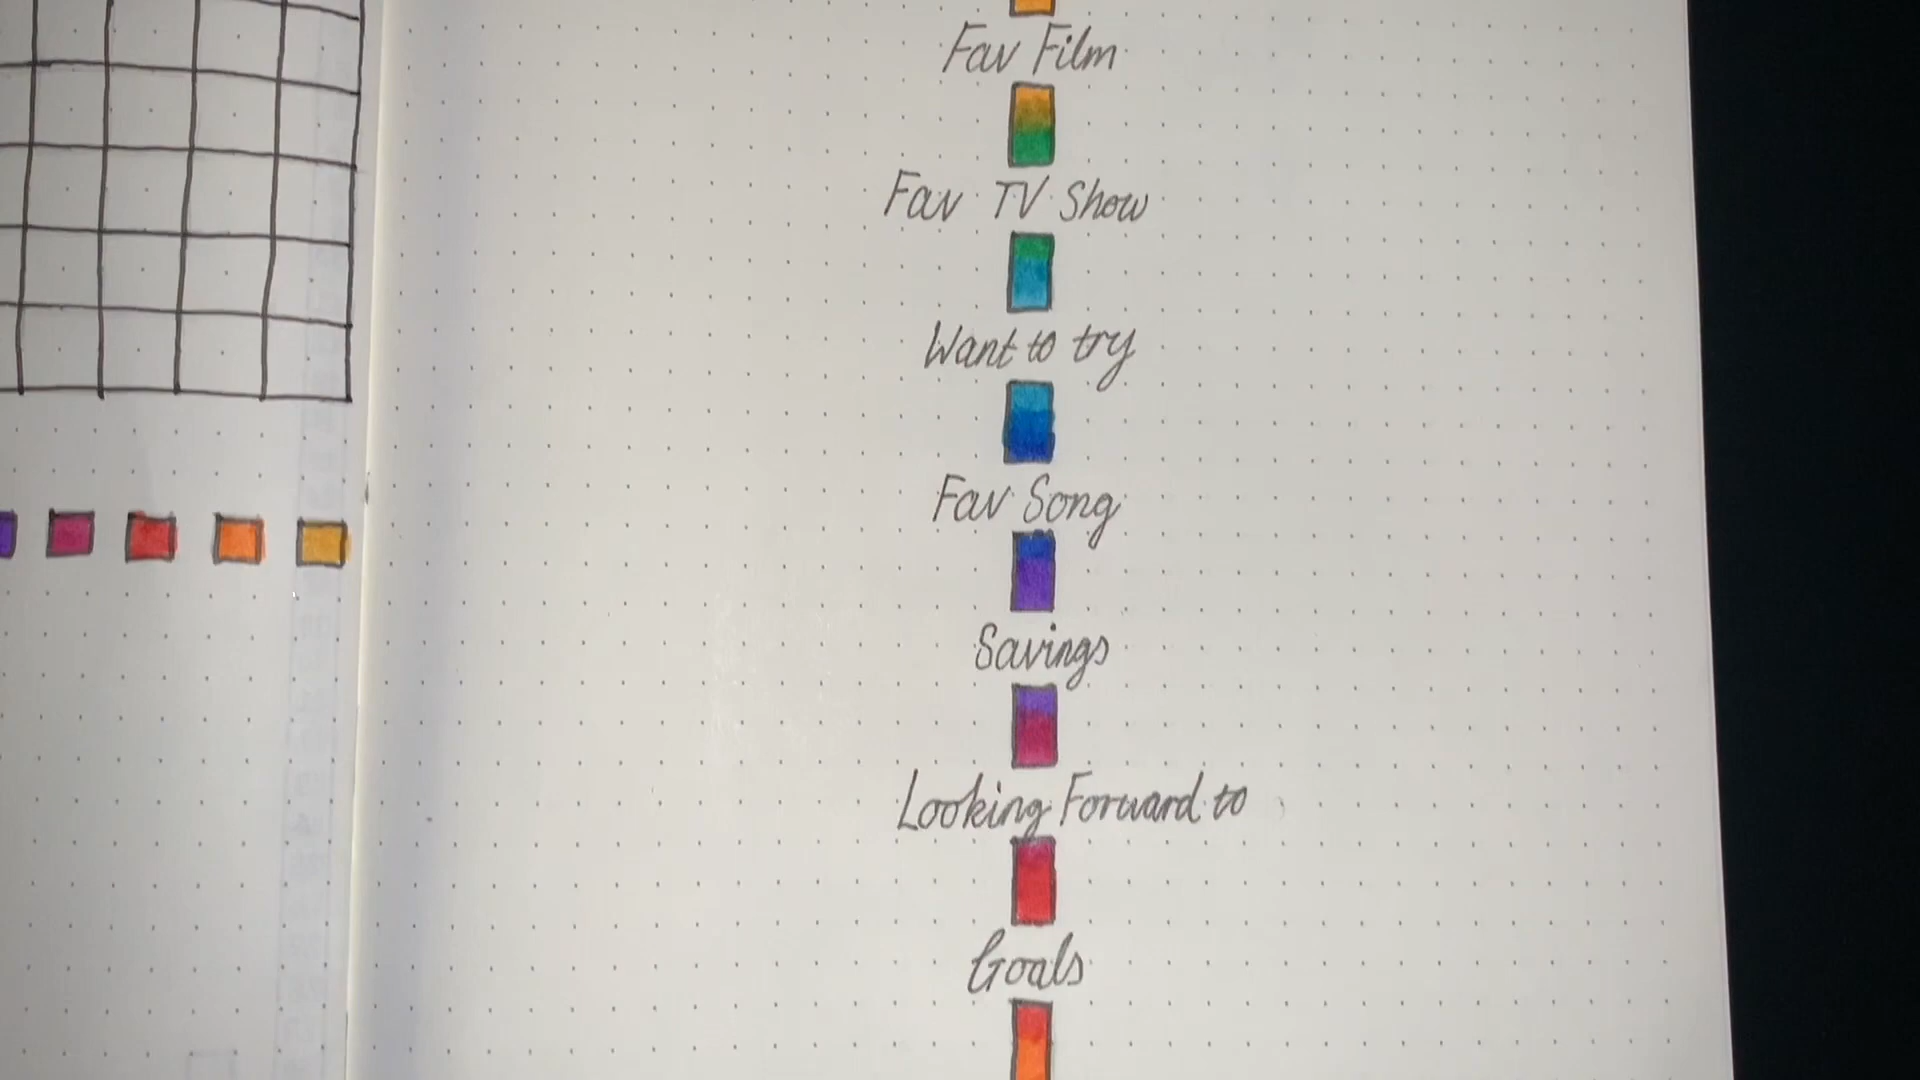 Fav Film
Fav TV Show
Want to try
Fav Song
Savings
Looking Forward to
Goals